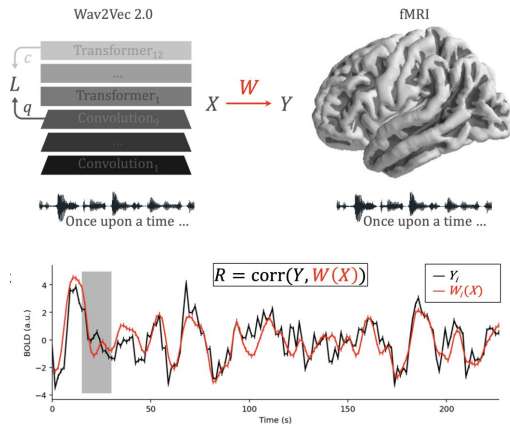 Wav2Vec 2.0
fMRI
Transformer₁₂
...
Transformer₁
Convolution₉
...
Convolution₁
c
L
q
X
W
Y
Once upon a time ...
Once upon a time ...
R = corr(Y, W(X))
Yᵢ
Wᵢ(X)
BOLD (a.u.)
4
2
0
−2
−4
0 50 100 150 200
Time (s)